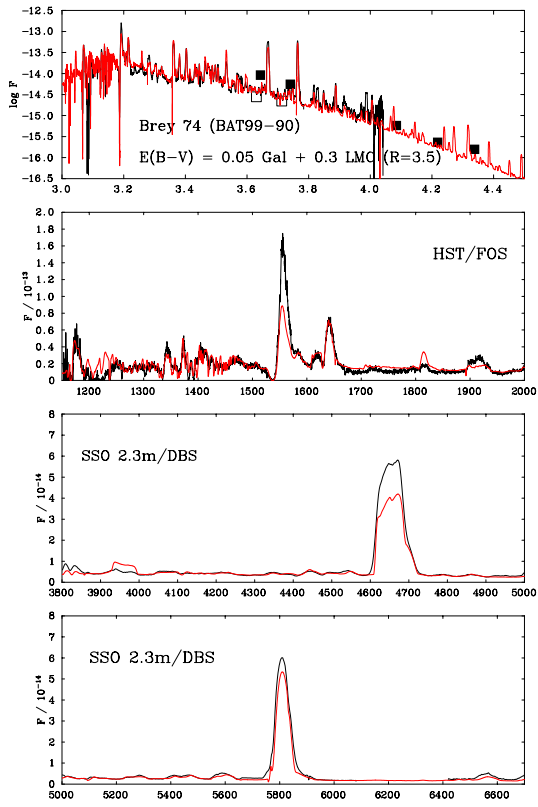 -12.5
-13.0
-13.5
-14.0
-14.5
-15.0
-15.5
-16.0
-16.5
log F
Brey 74 (BAT99-90)
E(B-V) = 0.05 Gal + 0.3 LMC (R=3.5)
3.0 3.2 3.4 3.6 3.8 4.0 4.2 4.4
2.0
1.8
1.6
1.4
1.2
1.0
0.8
0.6
0.4
0.2
0
F / 10⁻¹³
HST/FOS
1200 1300 1400 1500 1600 1700 1800 1900 2000
8
7
6
5
4
3
2
1
0
F / 10⁻¹⁴
SSO 2.3m/DBS
3800 3900 4000 4100 4200 4300 4400 4500 4600 4700 4800 4900 5000
8
7
6
5
4
3
2
1
0
F / 10⁻¹⁴
SSO 2.3m/DBS
5000 5200 5400 5600 5800 6000 6200 6400 6600